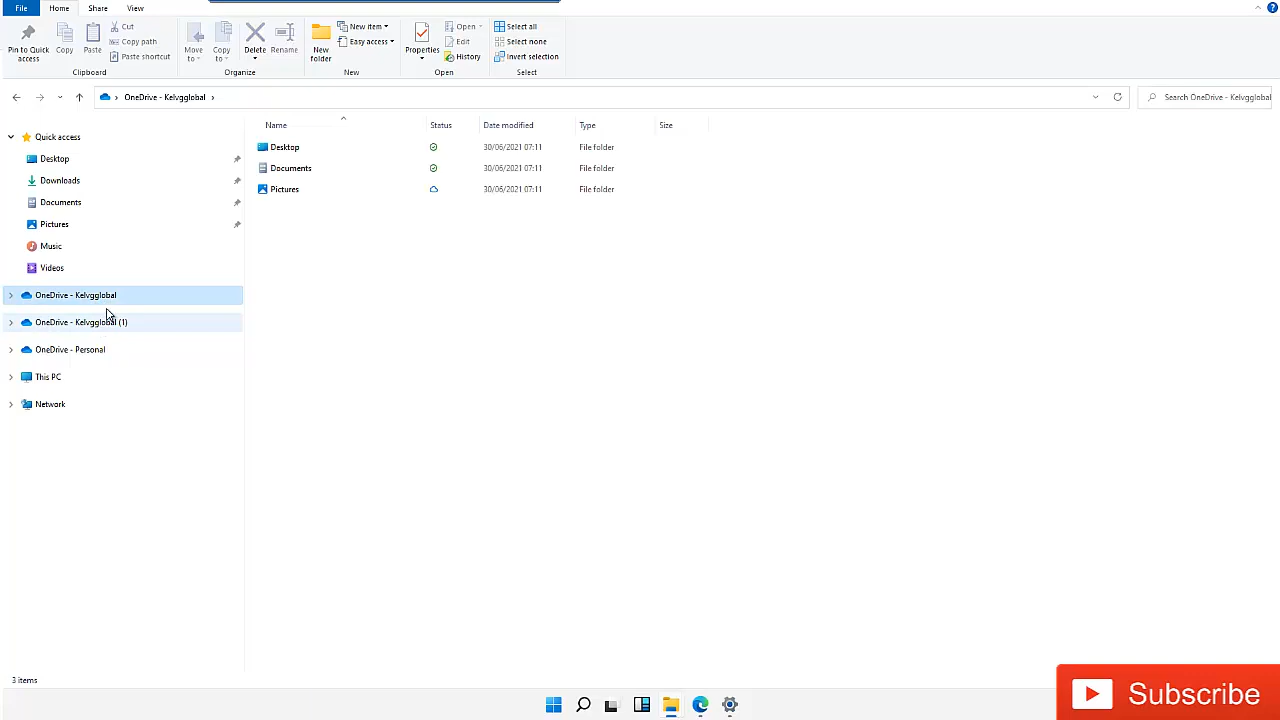 File Home Share View
Pin to Quick access
Copy
Paste
Cut
Copy path
Paste shortcut
Clipboard
Move to
Copy to
Delete
Rename
Organize
New folder
New item
Easy access
New
Properties
Open
Edit
History
Open
Select all
Select none
Invert selection
Select
OneDrive - Kelvgglobal
Search OneDrive - Kelvgglobal
Name Status Date modified Type Size
Desktop 30/06/2021 07:11 File folder
Documents 30/06/2021 07:11 File folder
Pictures 30/06/2021 07:11 File folder
Quick access
Desktop
Downloads
Documents
Pictures
Music
Videos
OneDrive - Kelvgglobal
OneDrive - Kelvgglobal (1)
OneDrive - Personal
This PC
Network
3 items
Subscribe